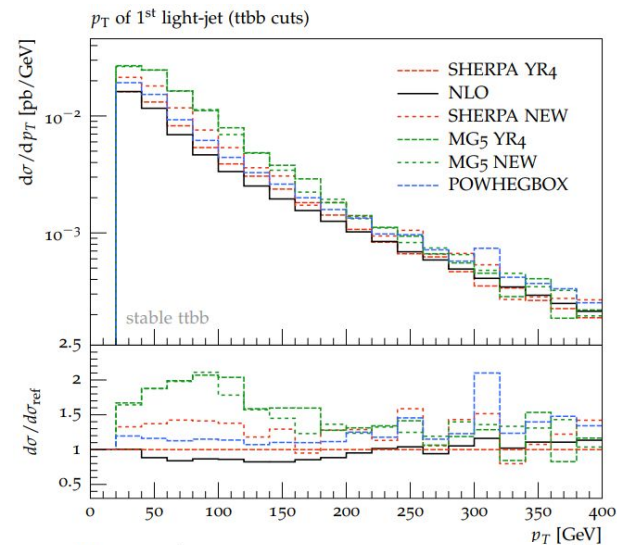 p_T of 1st light-jet (ttbb cuts)
dσ/dp_T [pb/GeV]
10⁻²
10⁻³
SHERPA YR4
NLO
SHERPA NEW
MG5 YR4
MG5 NEW
POWHEGBOX
stable ttbb
dσ/dσ_ref
2.5
2
1.5
1
0.5
0 50 100 150 200 250 300 350 400
p_T [GeV]